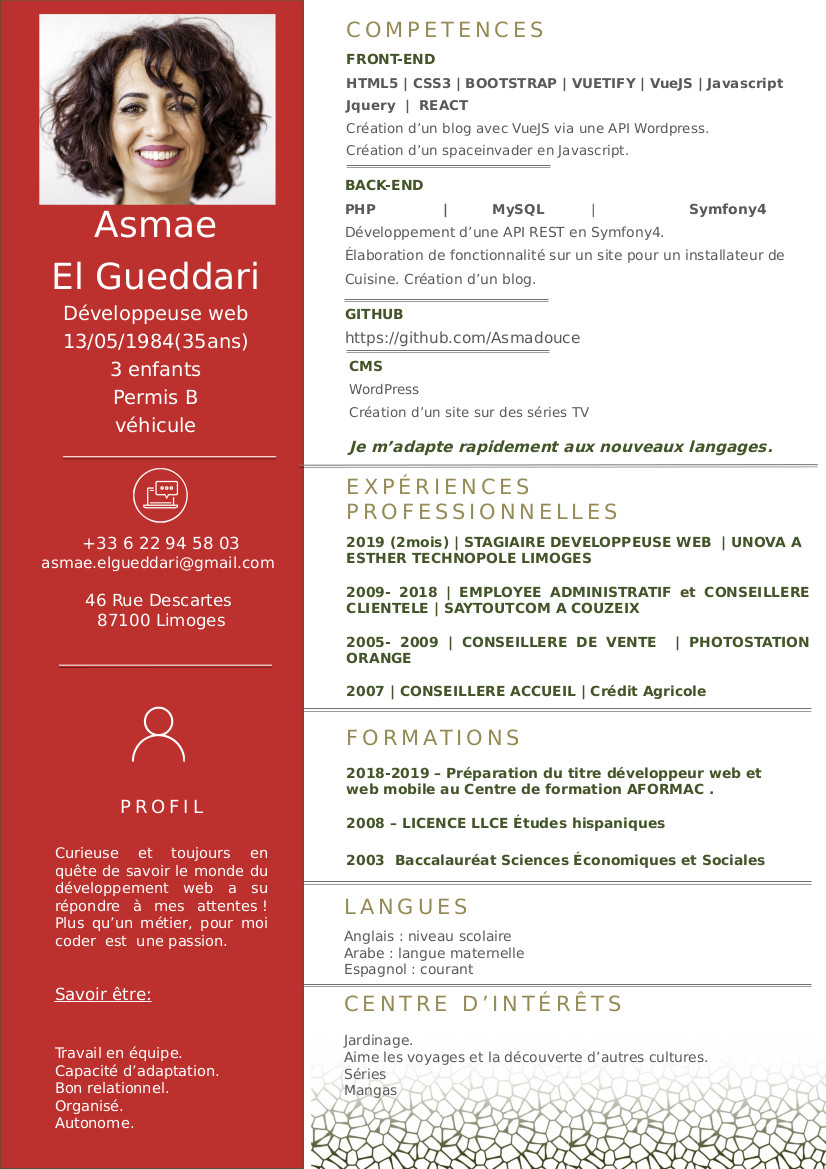 Asmae
El Gueddari
Développeuse web
13/05/1984(35ans)
3 enfants
Permis B
véhicule
+33 6 22 94 58 03
asmae.elgueddari@gmail.com
46 Rue Descartes
87100 Limoges
PROFIL
Curieuse et toujours en
quête de savoir le monde du
développement web a su
répondre à mes attentes !
Plus qu’un métier, pour moi
coder est une passion.
Savoir être:
Travail en équipe.
Capacité d’adaptation.
Bon relationnel.
Organisé.
Autonome.
COMPETENCES
FRONT-END
HTML5 | CSS3 | BOOTSTRAP | VUETIFY | VueJS | Javascript
Jquery | REACT
Création d’un blog avec VueJS via une API Wordpress.
Création d’un spaceinvader en Javascript.
BACK-END
PHP | MySQL | Symfony4
Développement d’une API REST en Symfony4.
Élaboration de fonctionnalité sur un site pour un installateur de
Cuisine. Création d’un blog.
GITHUB
https://github.com/Asmadouce
CMS
WordPress
Création d’un site sur des séries TV
Je m’adapte rapidement aux nouveaux langages.
EXPÉRIENCES
PROFESSIONNELLES
2019 (2mois) | STAGIAIRE DEVELOPPEUSE WEB | UNOVA A
ESTHER TECHNOPOLE LIMOGES
2009- 2018 | EMPLOYEE ADMINISTRATIF et CONSEILLERE
CLIENTELE | SAYTOUTCOM A COUZEIX
2005- 2009 | CONSEILLERE DE VENTE | PHOTOSTATION
ORANGE
2007 | CONSEILLERE ACCUEIL | Crédit Agricole
FORMATIONS
2018-2019 – Préparation du titre développeur web et
web mobile au Centre de formation AFORMAC .
2008 – LICENCE LLCE Études hispaniques
2003 Baccalauréat Sciences Économiques et Sociales
LANGUES
Anglais : niveau scolaire
Arabe : langue maternelle
Espagnol : courant
CENTRE D’INTÉRÊTS
Jardinage.
Aime les voyages et la découverte d’autres cultures.
Séries
Mangas